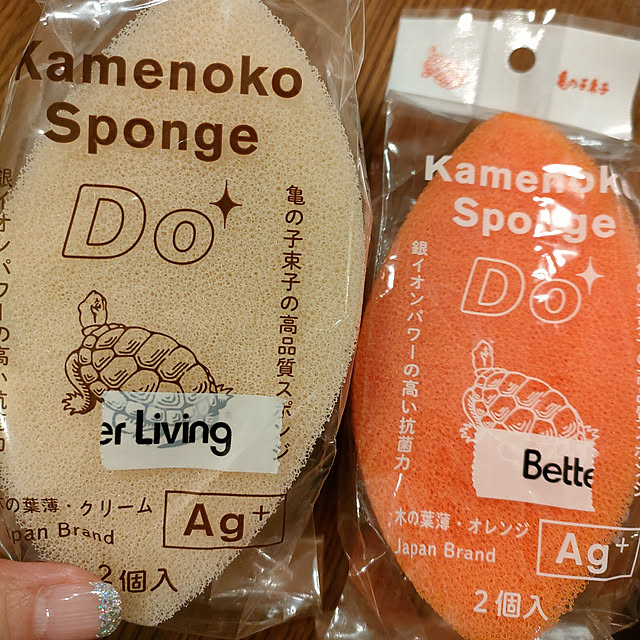 Kamenoko
Sponge
Do
亀の子束子の高品質スポンジ
銀イオンパワーの高い抗菌力
er Living
木の葉薄・クリーム
Japan Brand
Ag+
2個入
亀の子束子
Kamenok
Sponge
Do
銀イオンパワーの高い抗菌力
Bette
木の葉薄・オレンジ
Japan Brand
Ag+
2個入